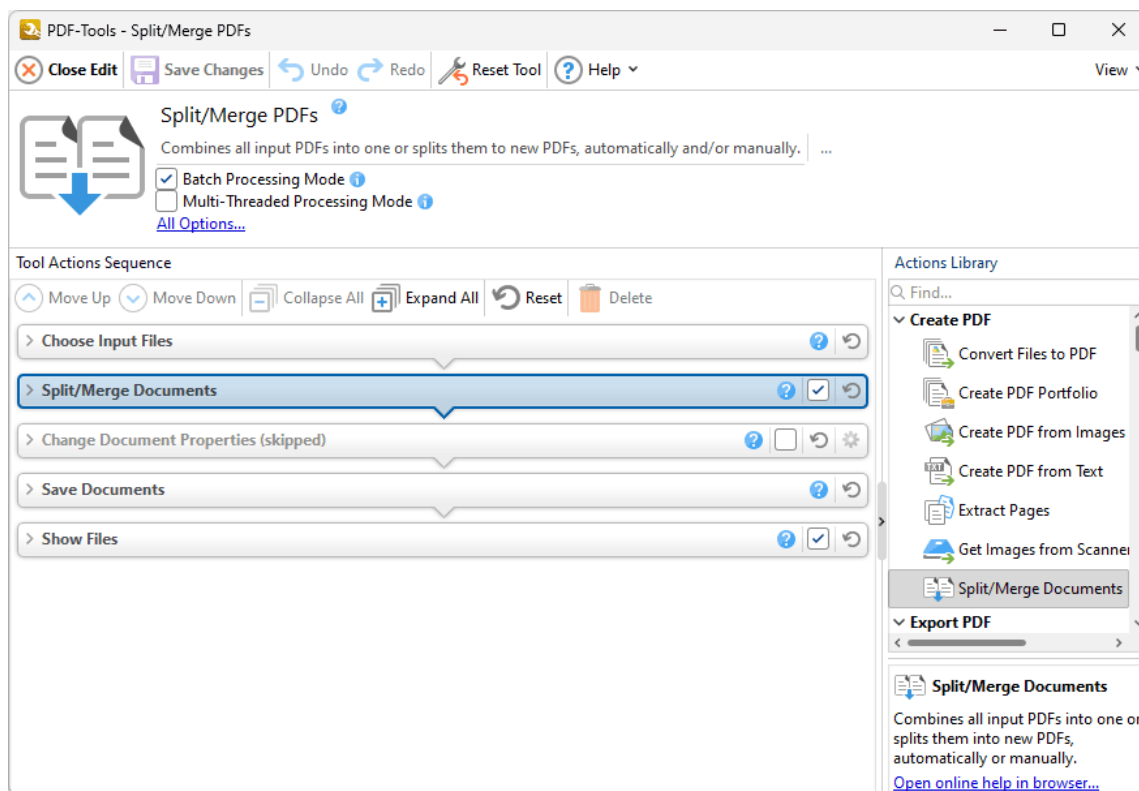 PDF-Tools - Split/Merge PDFs
Close Edit Save Changes Undo Redo Reset Tool ? Help View
Split/Merge PDFs ?
Combines all input PDFs into one or splits them to new PDFs, automatically and/or manually. ...
Batch Processing Mode i
Multi-Threaded Processing Mode i
All Options...
Tool Actions Sequence
Move Up Move Down Collapse All Expand All Reset Delete
Choose Input Files ?
Split/Merge Documents ?
Change Document Properties (skipped) ?
Save Documents ?
Show Files ?
Actions Library
Find...
Create PDF
Convert Files to PDF
Create PDF Portfolio
Create PDF from Images
TXT Create PDF from Text
Extract Pages
Get Images from Scanner
Split/Merge Documents
Export PDF
Split/Merge Documents
Combines all input PDFs into one or
splits them into new PDFs,
automatically or manually.
Open online help in browser...